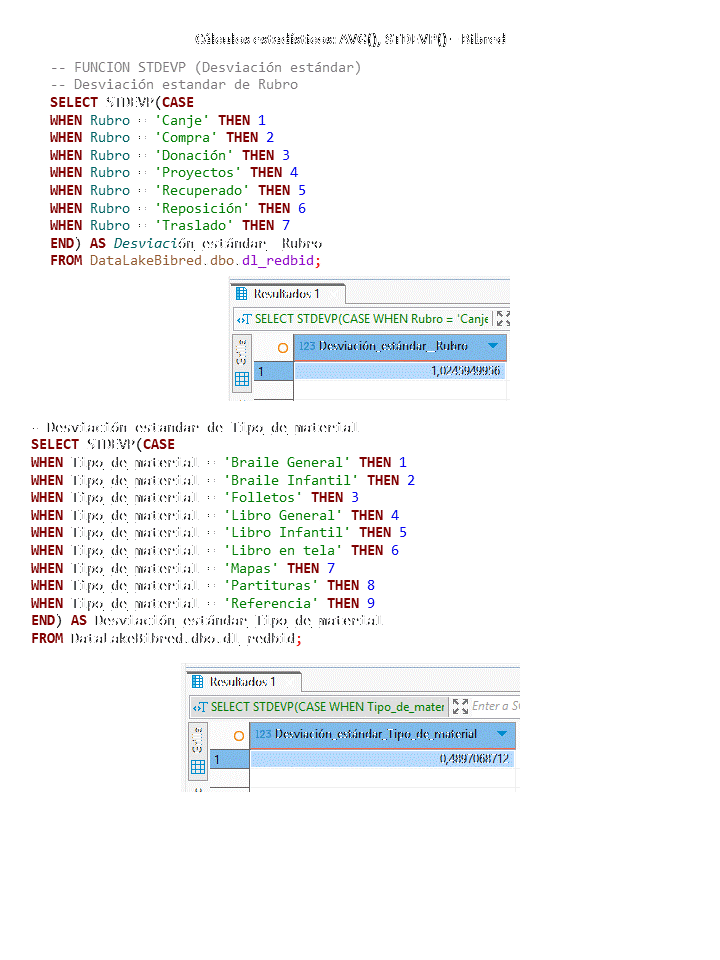 Cálculos estadísticos: AVG(), STDEVP() - Bibred
-- FUNCION STDEVP (Desviación estándar)
-- Desviación estandar de Rubro
SELECT STDEVP(CASE
WHEN Rubro = 'Canje' THEN 1
WHEN Rubro = 'Compra' THEN 2
WHEN Rubro = 'Donación' THEN 3
WHEN Rubro = 'Proyectos' THEN 4
WHEN Rubro = 'Recuperado' THEN 5
WHEN Rubro = 'Reposición' THEN 6
WHEN Rubro = 'Traslado' THEN 7
END) AS Desviación_estándar__Rubro
FROM DataLakeBibred.dbo.dl_redbid;
Resultados 1
SELECT STDEVP(CASE WHEN Rubro = 'Canje
123 Desviación_estándar__Rubro
1 1,0245949956
- Desviación estandar de Tipo_de_material
SELECT STDEVP(CASE
WHEN Tipo_de_material = 'Braile General' THEN 1
WHEN Tipo_de_material = 'Braile Infantil' THEN 2
WHEN Tipo_de_material = 'Folletos' THEN 3
WHEN Tipo_de_material = 'Libro General' THEN 4
WHEN Tipo_de_material = 'Libro Infantil' THEN 5
WHEN Tipo_de_material = 'Libro en tela' THEN 6
WHEN Tipo_de_material = 'Mapas' THEN 7
WHEN Tipo_de_material = 'Partituras' THEN 8
WHEN Tipo_de_material = 'Referencia' THEN 9
END) AS Desviación_estándar_Tipo_de_material
FROM DataLakeBibred.dbo.dl_redbid;
Resultados 1
SELECT STDEVP(CASE WHEN Tipo_de_mater Enter a S
123 Desviación_estándar_Tipo_de_material
1 0,4897068712